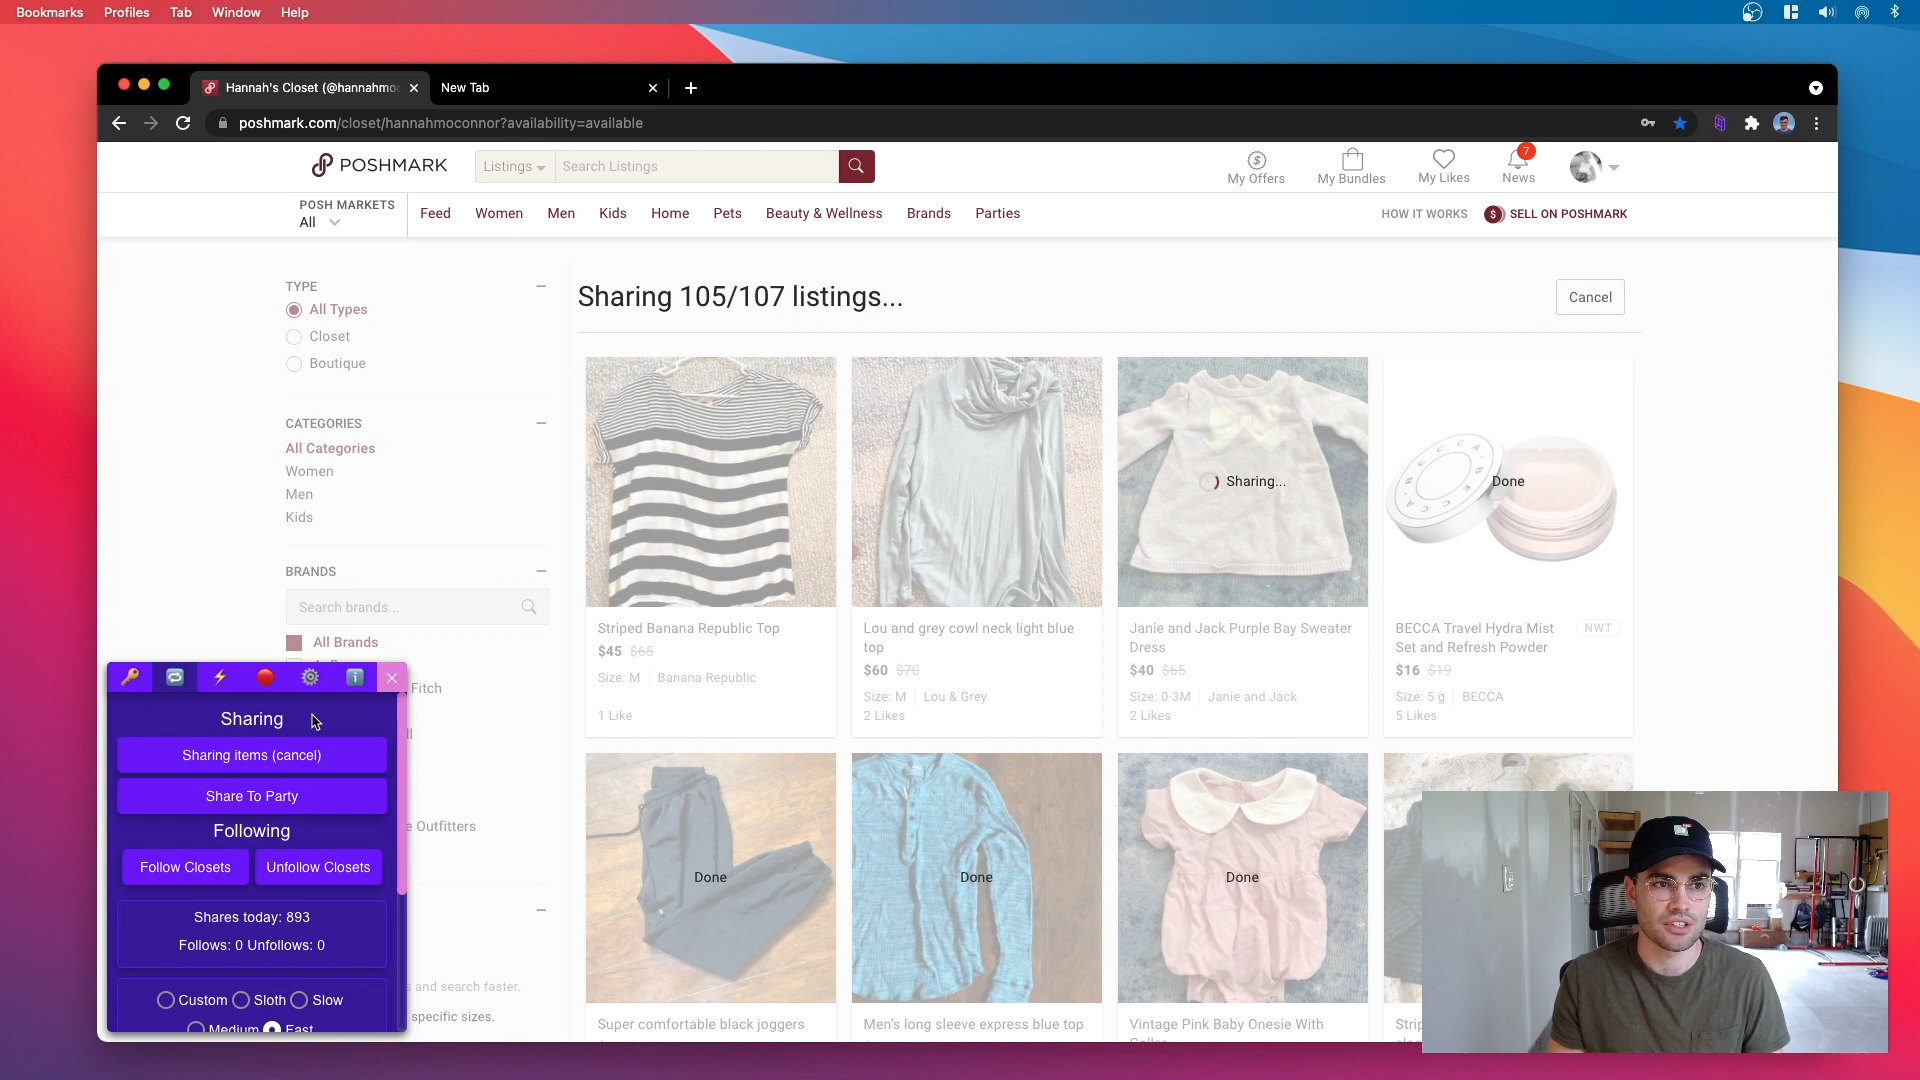 Bookmarks Profiles Tab Window Help
Hannah's Closet (@hannahmoc
New Tab
poshmark.com/closet/hannahmoconnor?availability=available
POSHMARK
Listings
Search Listings
My Offers
My Bundles
My Likes
7
News
POSH MARKETS
All
Feed Women Men Kids Home Pets Beauty & Wellness Brands Parties
HOW IT WORKS
$ SELL ON POSHMARK
TYPE
All Types
Closet
Boutique
CATEGORIES
All Categories
Women
Men
Kids
BRANDS
Search brands...
All Brands
Fitch
e Outfitters
s and search faster.
specific sizes.
Sharing
Sharing items (cancel)
Share To Party
Following
Follow Closets
Unfollow Closets
Shares today: 893
Follows: 0 Unfollows: 0
Custom Sloth Slow
Medium Fast
Sharing 105/107 listings...
Cancel
Striped Banana Republic Top
$45 $65
Size: M Banana Republic
1 Like
Lou and grey cowl neck light blue
top
$60 $70
Size: M Lou & Grey
2 Likes
Sharing...
Janie and Jack Purple Bay Sweater
Dress
$40 $65
Size: 0-3M Janie and Jack
2 Likes
BECCA
Done
BECCA Travel Hydra Mist
Set and Refresh Powder
NWT
$16 $19
Size: 5 g BECCA
5 Likes
Done
Super comfortable black joggers
Done
Men's long sleeve express blue top
Done
Vintage Pink Baby Onesie With
Collar
Strip